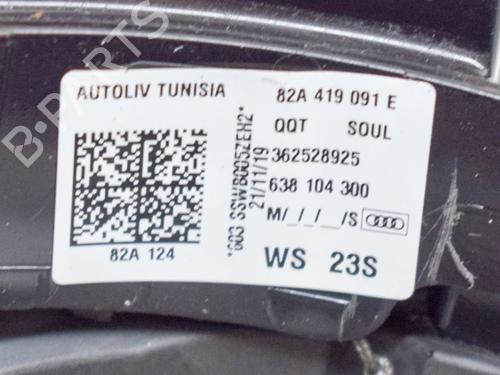 B-PARTS
AUTOLIV TUNISIA
82A 419 091 E
QQT SOUL
362528925
638 104 300
M/_/_/_/S
WS 23S
82A 124
*603 SSWB005ZEH2*
21/11/19